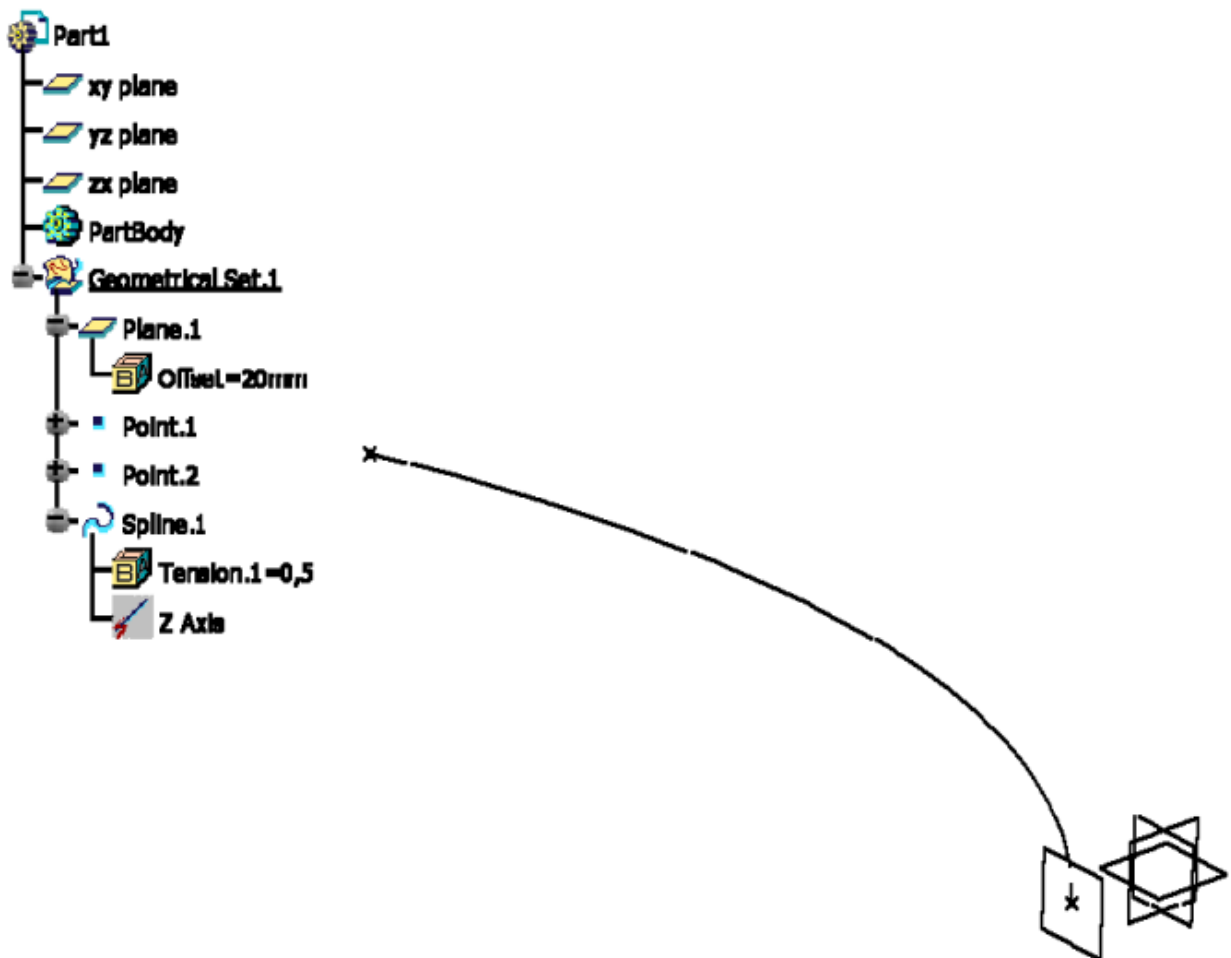 Part1
xy plane
yz plane
zx plane
PartBody
Geometrical Set.1
Plane.1
Offset=20mm
Point.1
Point.2
Spline.1
Tension.1=0,5
Z Axis